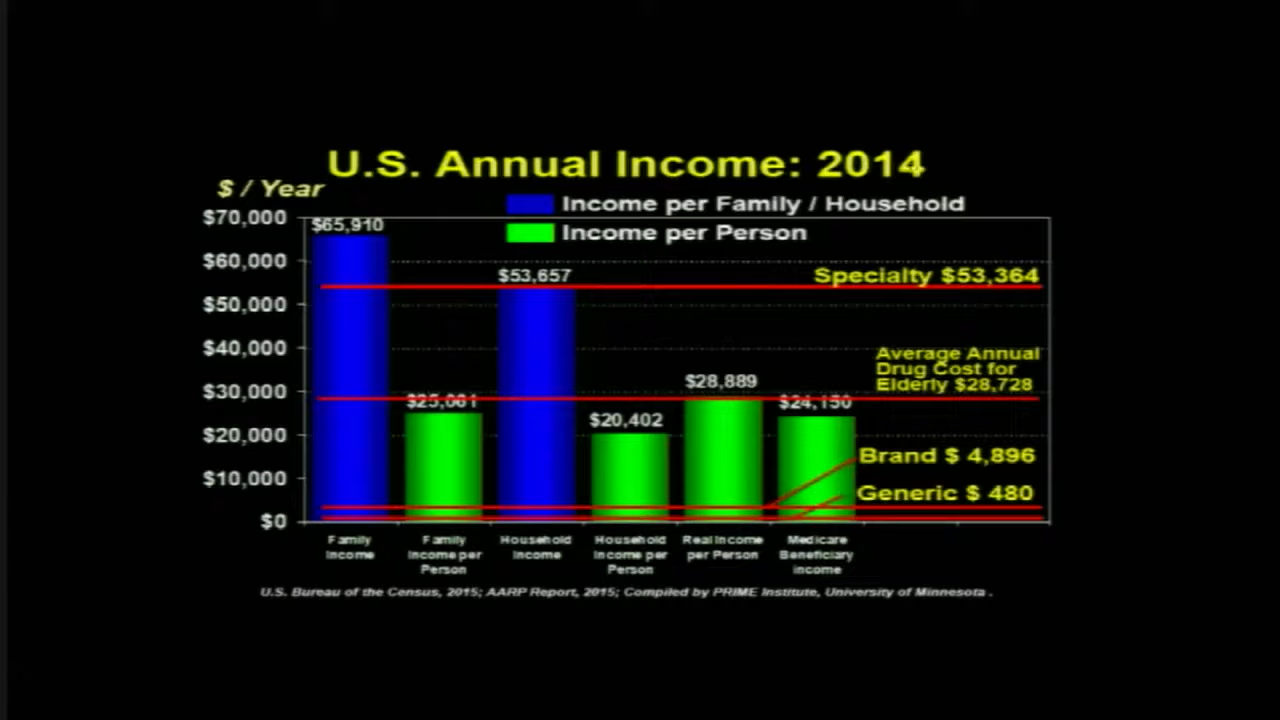 U.S. Annual Income: 2014
$ / Year
Income per Family / Household
Income per Person
$70,000
$60,000
$50,000
$40,000
$30,000
$20,000
$10,000
$0
$65,910
$25,061
$53,657
$20,402
$28,889
$24,150
Specialty $53,364
Average Annual
Drug Cost for
Elderly $28,728
Brand $ 4,896
Generic $ 480
Family
Income
Family
Income per
Person
Household
Income
Household
Income per
Person
Real Income
per Person
Medicare
Beneficiary
income
U.S. Bureau of the Census, 2015; AARP Report, 2015; Compiled by PRIME Institute, University of Minnesota .